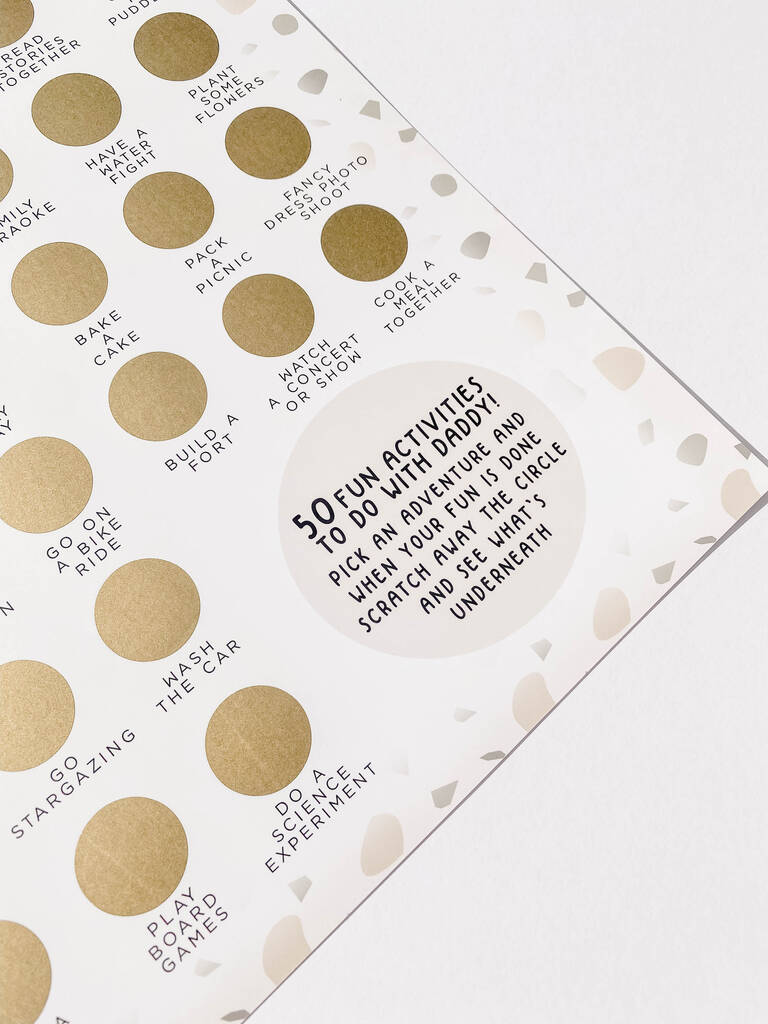 READ
STORIES
TOGETHER
PLANT
SOME
FLOWERS
HAVE A
WATER
FIGHT
FANCY
DRESS PHOTO
SHOOT
PACK
A
PICNIC
COOK A
MEAL
TOGETHER
BAKE
A
CAKE
WATCH
A CONCERT
OR SHOW
BUILD A
FORT
50 FUN ACTIVITIES
TO DO WITH DADDY!
PICK AN ADVENTURE AND
WHEN YOUR FUN IS DONE
SCRATCH AWAY THE CIRCLE
AND SEE WHAT'S
UNDERNEATH
GO ON
A BIKE
RIDE
WASH
THE CAR
GO
STARGAZING
DO A
SCIENCE
EXPERIMENT
PLAY
BOARD
GAMES